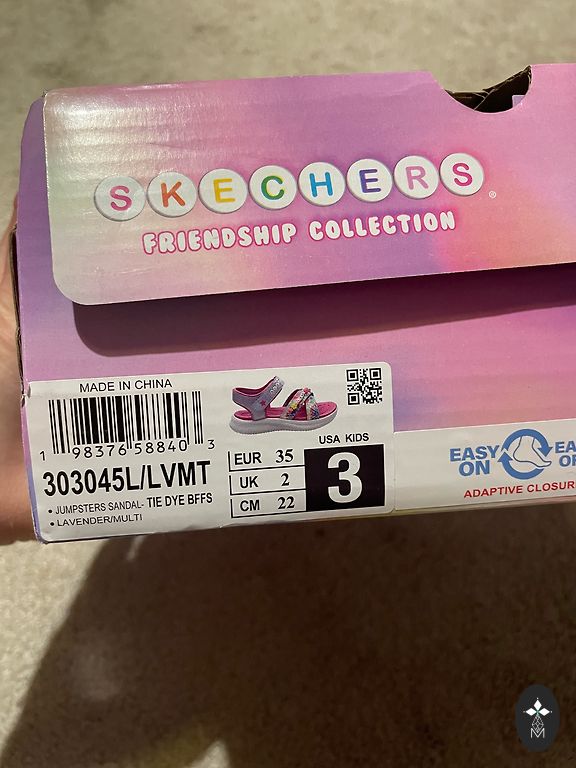 SKECHERS®
FRIENDSHIP COLLECTION
MADE IN CHINA
1 98376 58840 3
303045L/LVMT
• JUMPSTERS SANDAL- TIE DYE BFFS
• LAVENDER/MULTI
USA KIDS
EUR 35
UK 2
CM 22
3
EASY ON
ADAPTIVE CLOSUR
M